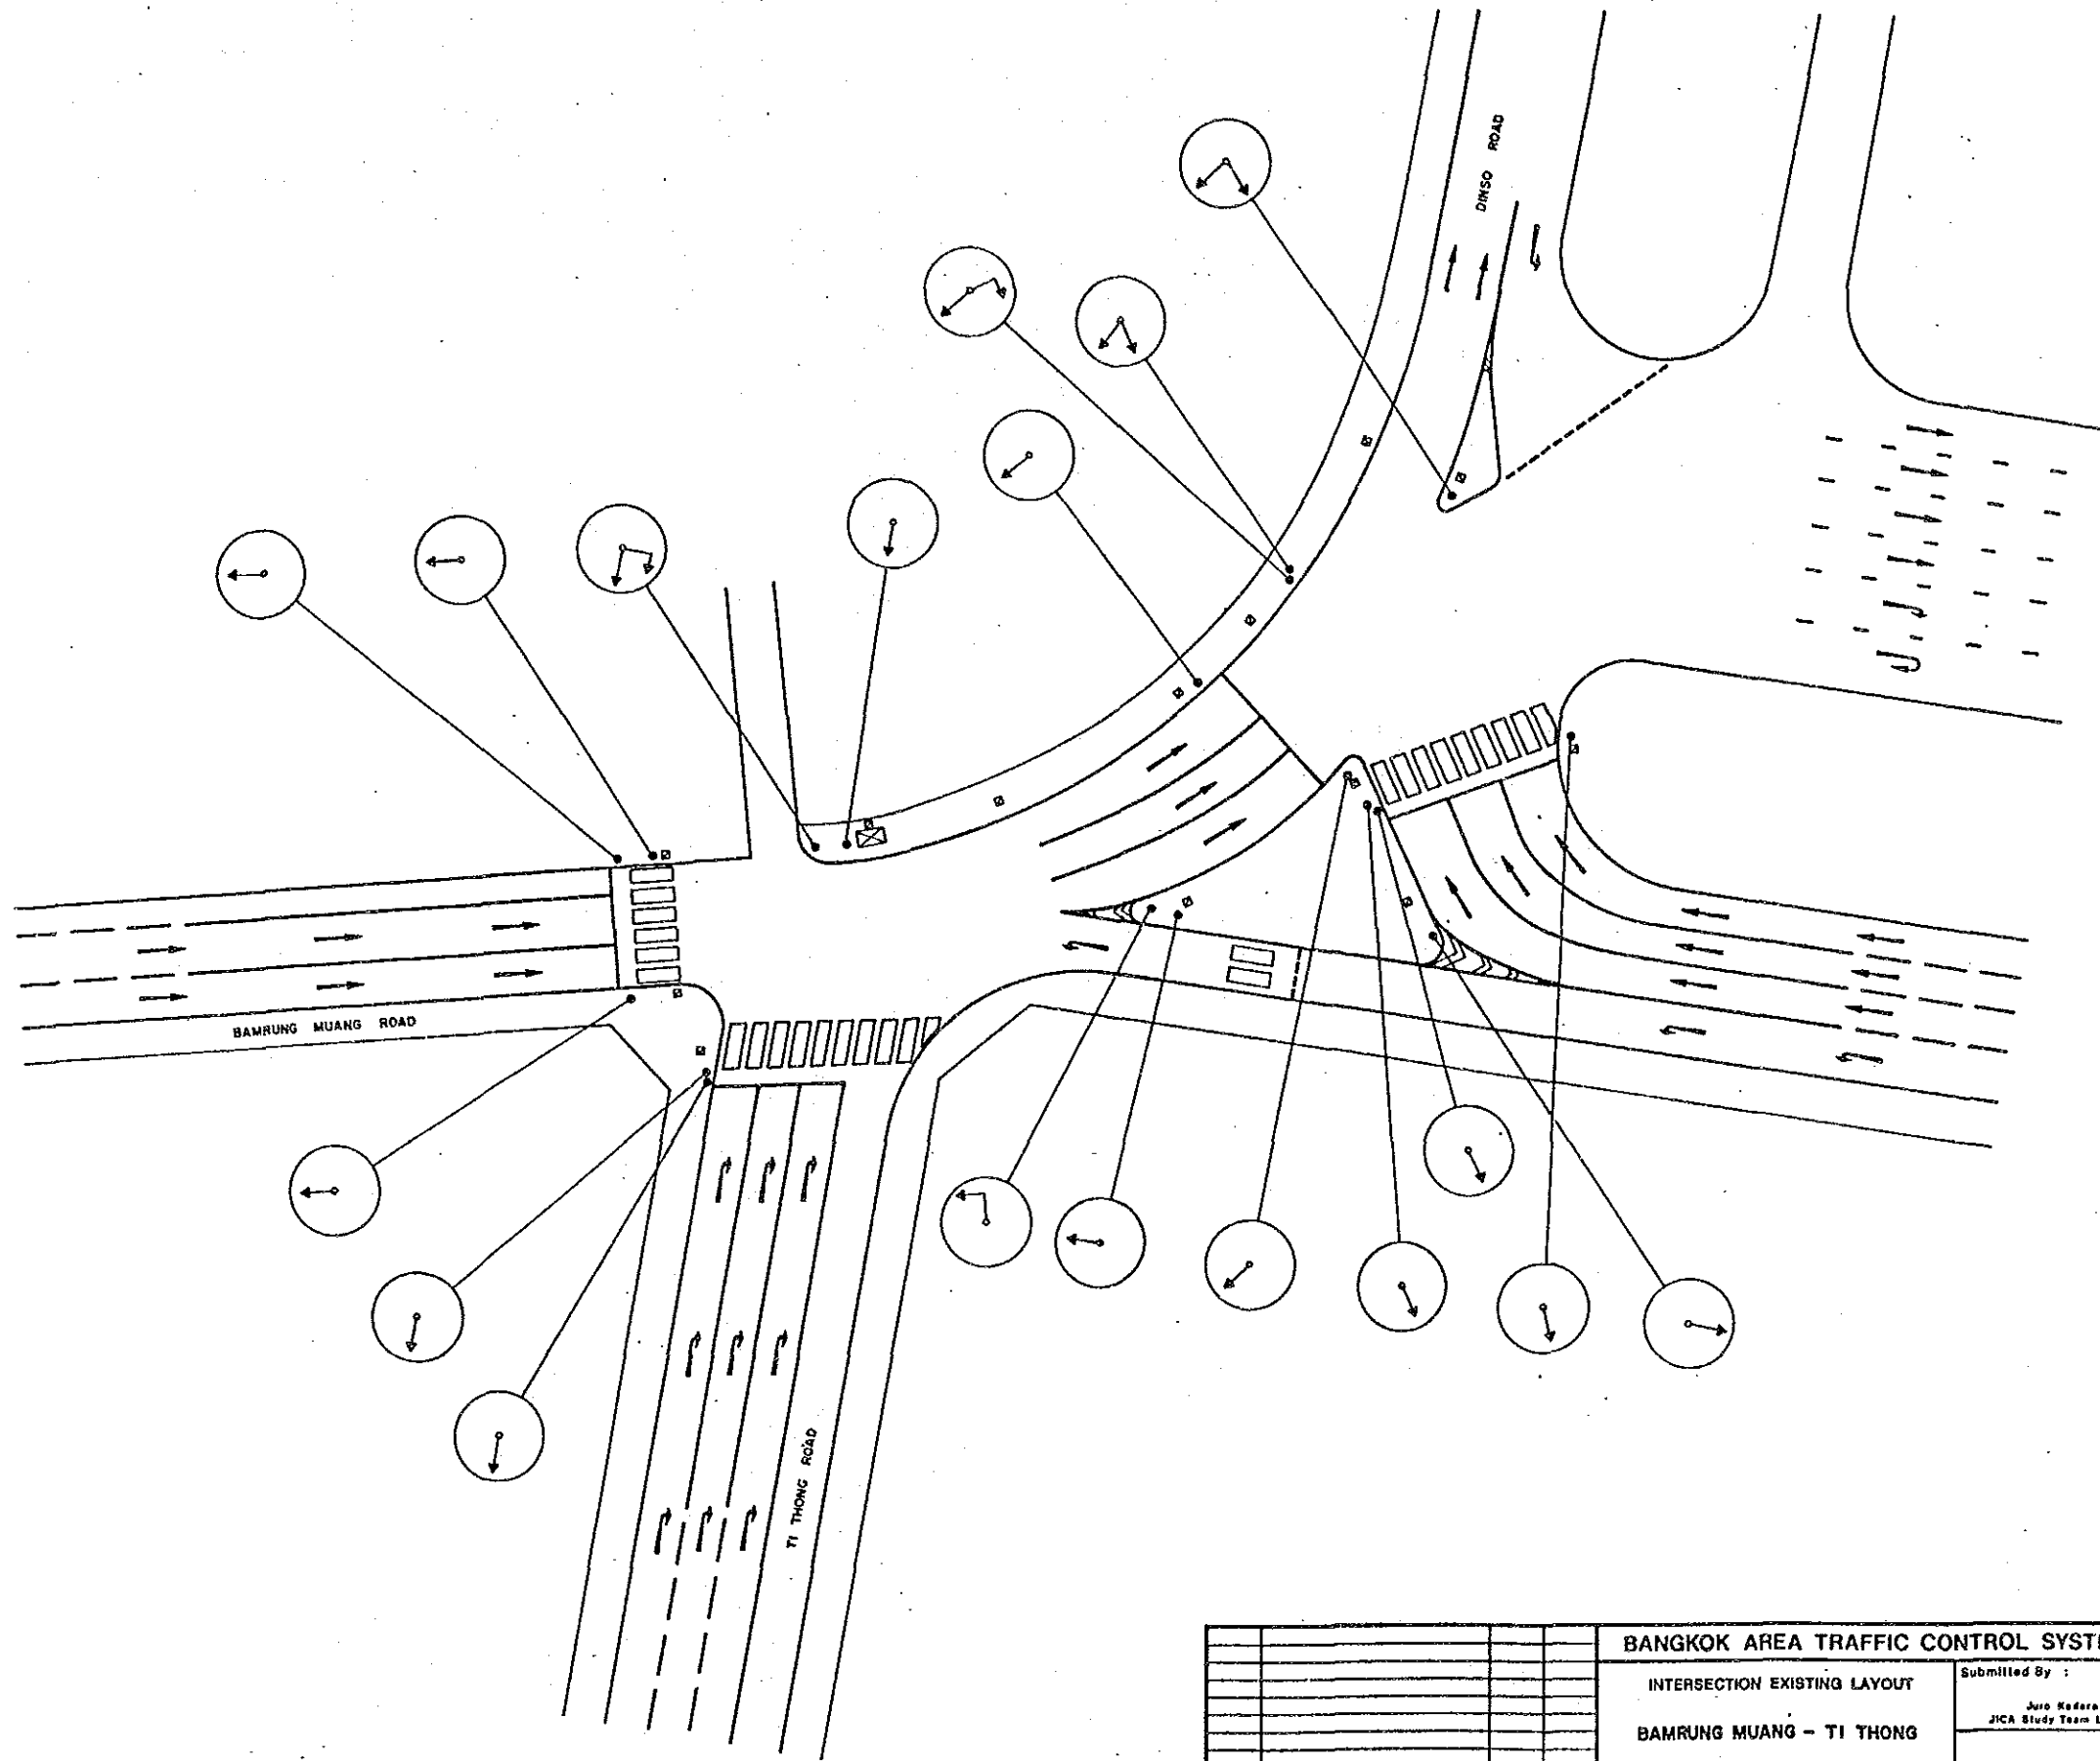 DINSO ROAD
BAMRUNG MUANG ROAD
TI THONG ROAD
BANGKOK AREA TRAFFIC CONTROL SYST
INTERSECTION EXISTING LAYOUT
BAMRUNG MUANG - TI THONG
Submitted By :
JICA Study Team L